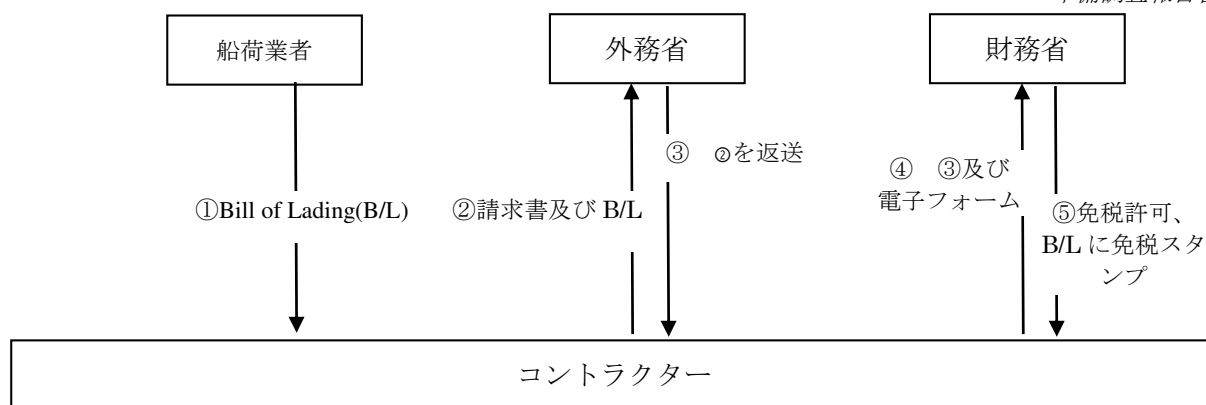 船荷業者
外務省
財務省
③ ②を返送
④ ③及び
電子フォーム
①Bill of Lading(B/L)
②請求書及び B/L
⑤免税許可、
B/L に免税スタ
ンプ
コントラクター